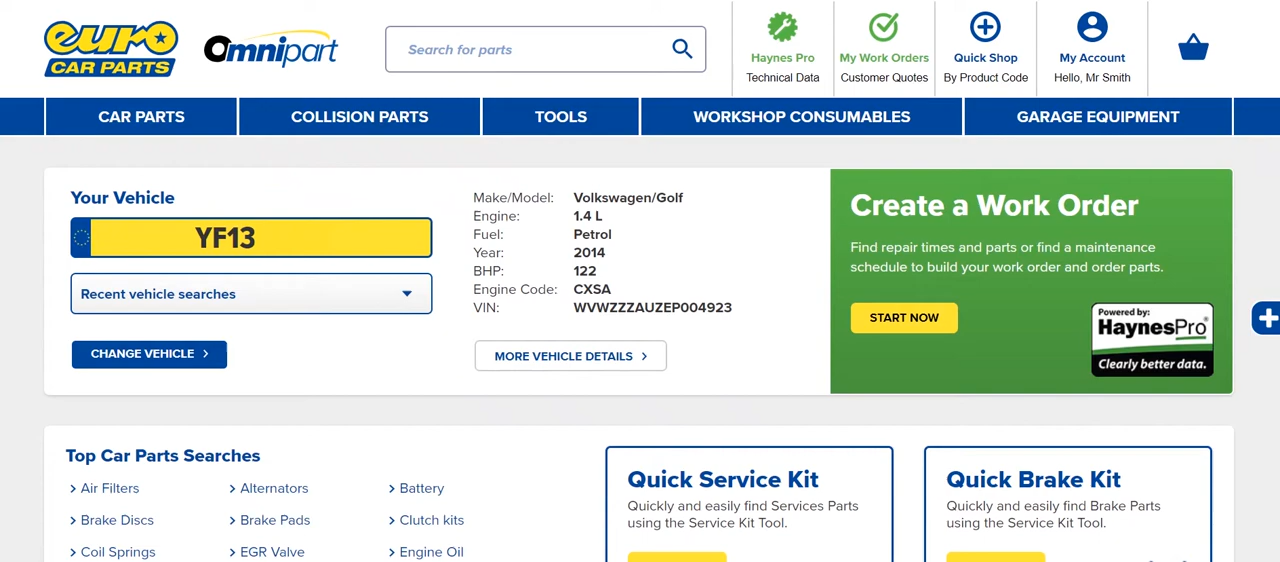 euro
CAR PARTS
Omnipart
Search for parts
Haynes Pro
Technical Data
My Work Orders
Customer Quotes
Quick Shop
By Product Code
My Account
Hello, Mr Smith
CAR PARTS
COLLISION PARTS
TOOLS
WORKSHOP CONSUMABLES
GARAGE EQUIPMENT
Your Vehicle
YF13
Recent vehicle searches
CHANGE VEHICLE
Make/Model: Volkswagen/Golf
Engine: 1.4 L
Fuel: Petrol
Year: 2014
BHP: 122
Engine Code: CXSA
VIN: WVWZZZAUZEP004923
MORE VEHICLE DETAILS
Create a Work Order
Find repair times and parts or find a maintenance
schedule to build your work order and order parts.
START NOW
Powered by:
HaynesPro®
Clearly better data.
Top Car Parts Searches
Air Filters
Alternators
Battery
Brake Discs
Brake Pads
Clutch kits
Coil Springs
EGR Valve
Engine Oil
Quick Service Kit
Quickly and easily find Services Parts
using the Service Kit Tool.
Quick Brake Kit
Quickly and easily find Brake Parts
using the Service Kit Tool.